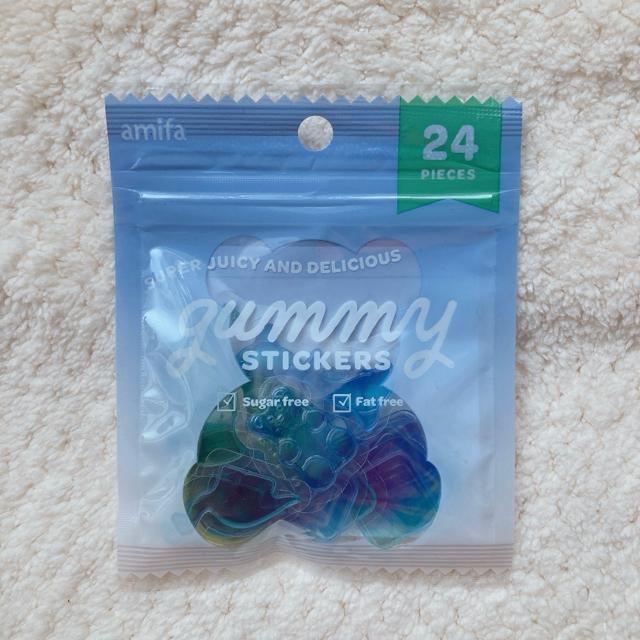 amifa
24
PIECES
SUPER JUICY AND DELICIOUS
gummy
STICKERS
Sugar free
Fat free